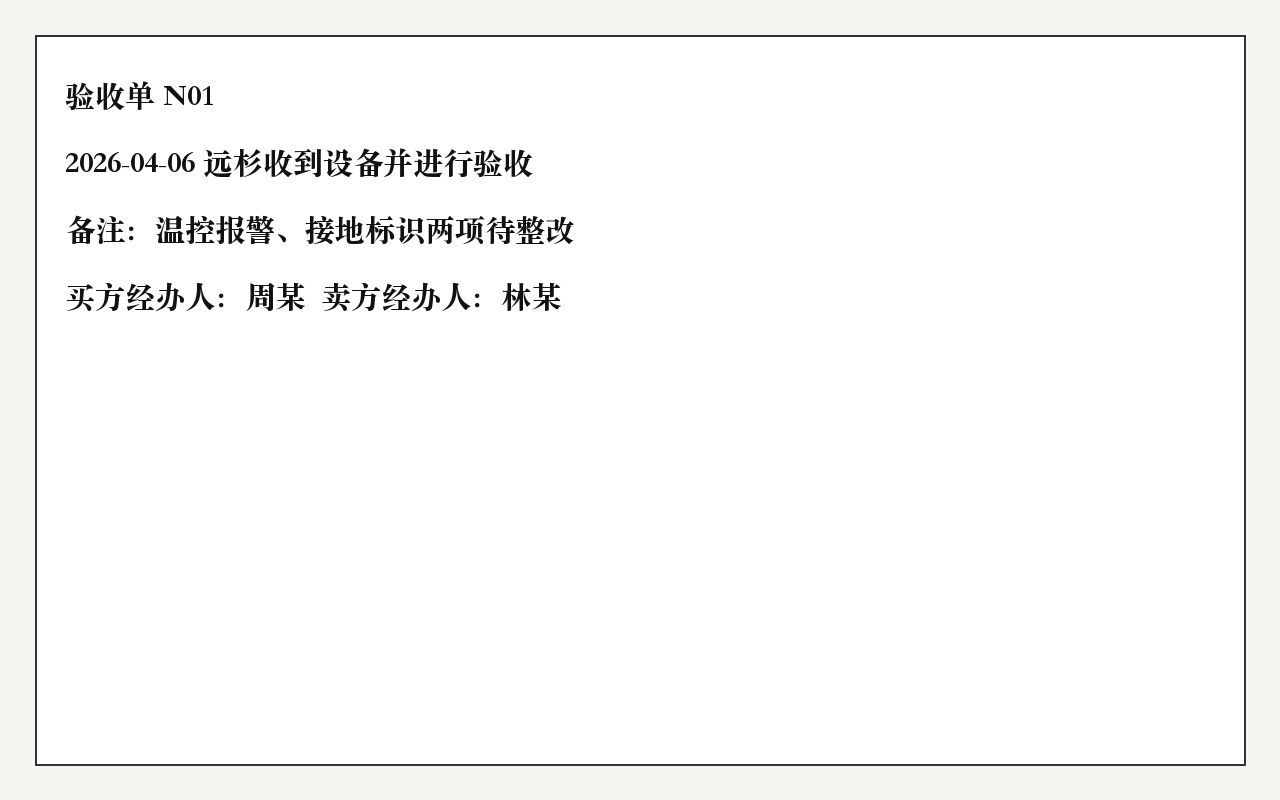 验收单 N01
2026-04-06 远杉收到设备并进行验收
备注：温控报警、接地标识两项待整改
买方经办人：周某 卖方经办人：林某